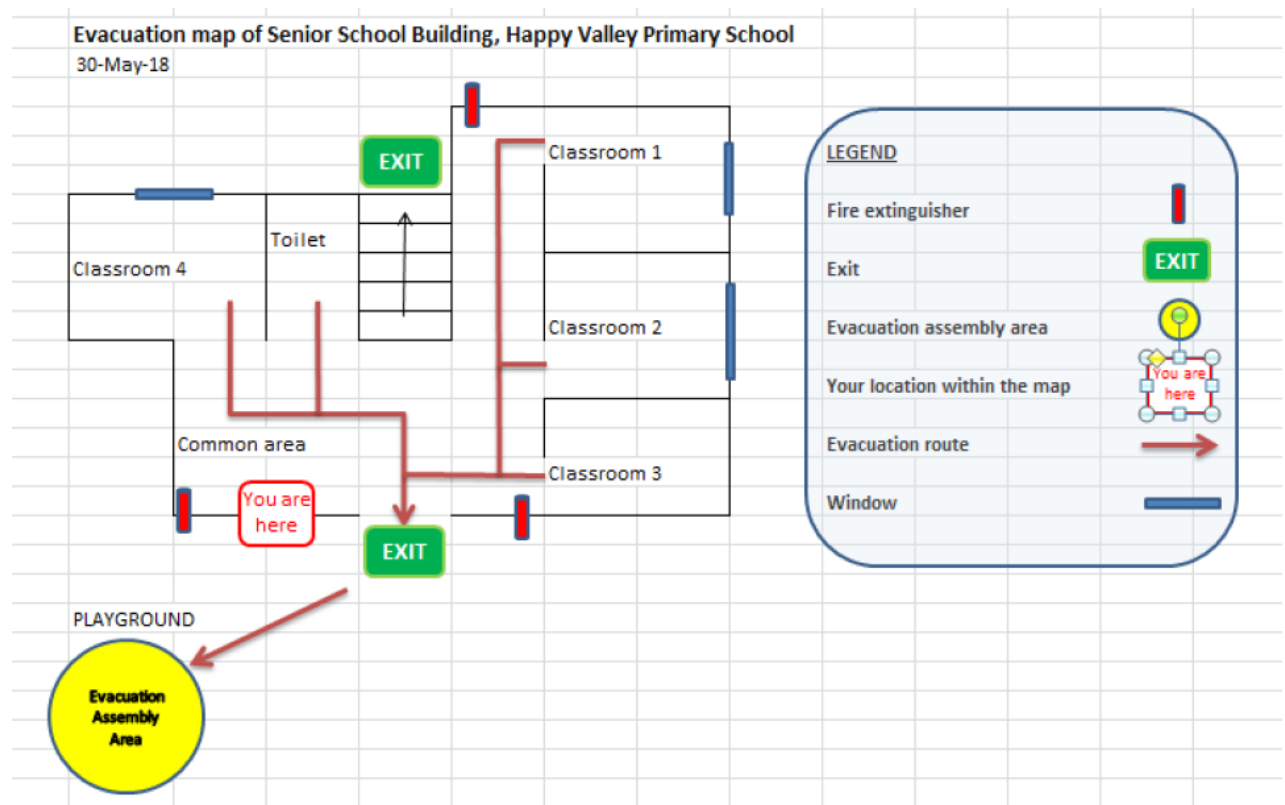 Evacuation map of Senior School Building, Happy Valley Primary School
30-May-18
EXIT
Classroom 1
Toilet
Classroom 4
Classroom 2
Common area
Classroom 3
You are
here
EXIT
PLAYGROUND
Evacuation
Assembly
Area
LEGEND
Fire extinguisher
Exit
EXIT
Evacuation assembly area
Your location within the map
You are
here
Evacuation route
Window